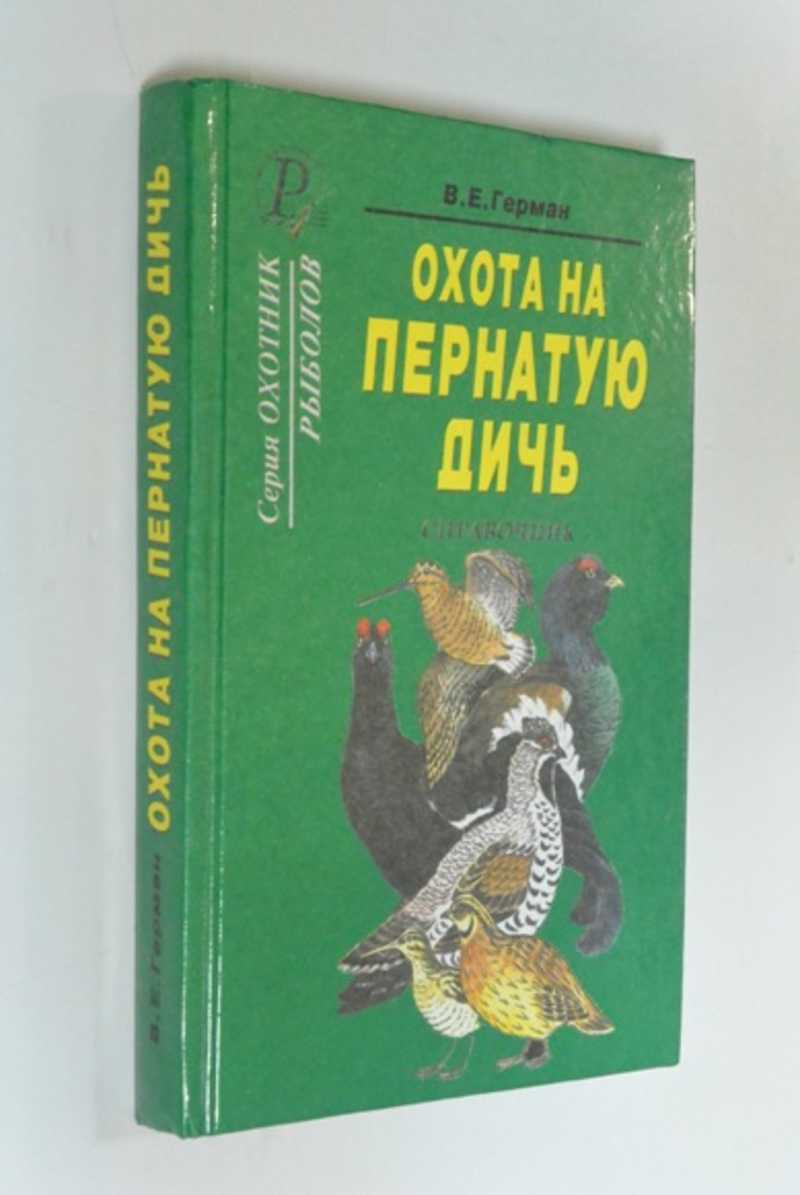 В.Е.Герман
ОХОТА НА
ПЕРНАТУЮ
ДИЧЬ
СПРАВОЧНИК
Серия ОХОТНИК
РЫБОЛОВ
Р
В.Е.Герман ОХОТА НА ПЕРНАТУЮ ДИЧЬ